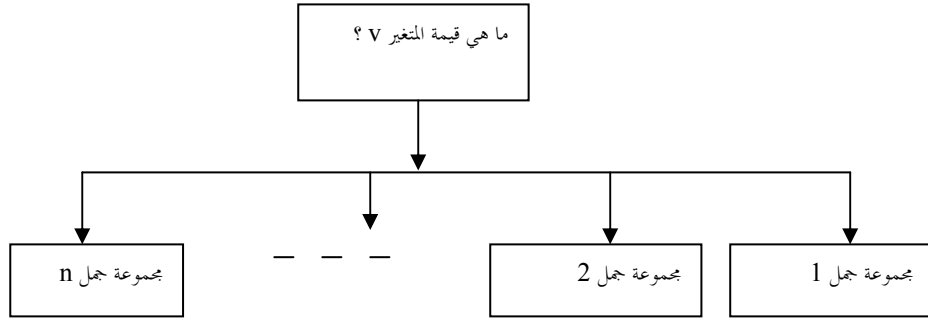 ما هي قيمة المتغير v ؟
مجموعة جمل 1
مجموعة جمل 2
مجموعة جمل n